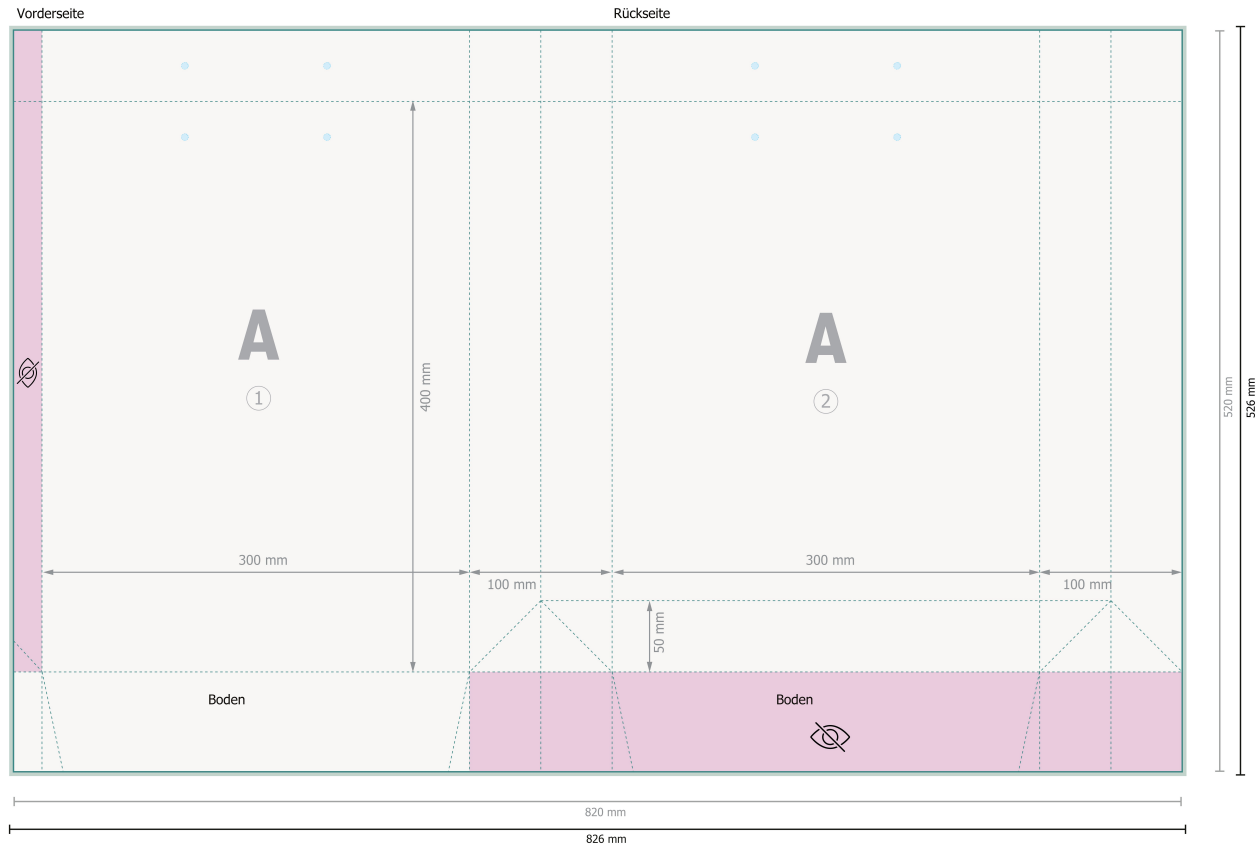 Vorderseite
Rückseite
A
1
A
2
400 mm
520 mm
526 mm
300 mm
100 mm
300 mm
100 mm
50 mm
Boden
Boden
820 mm
826 mm